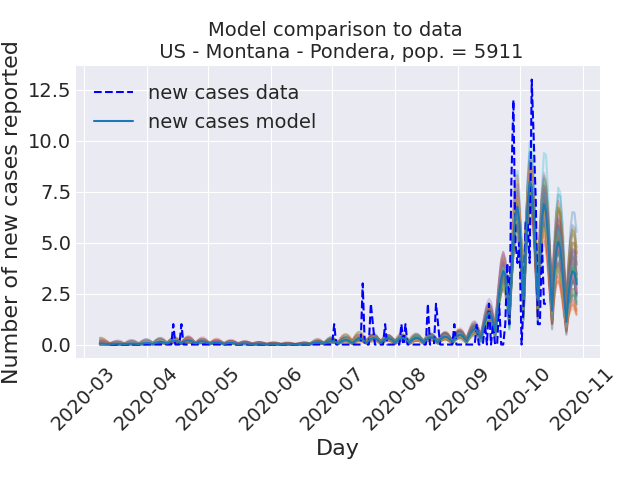 Model comparison to data
US - Montana - Pondera, pop. = 5911
Number of new cases reported
12.5
10.0
7.5
5.0
2.5
0.0
new cases data
new cases model
2020-03
2020-04
2020-05
2020-06
2020-07
2020-08
2020-09
2020-10
2020-11
Day